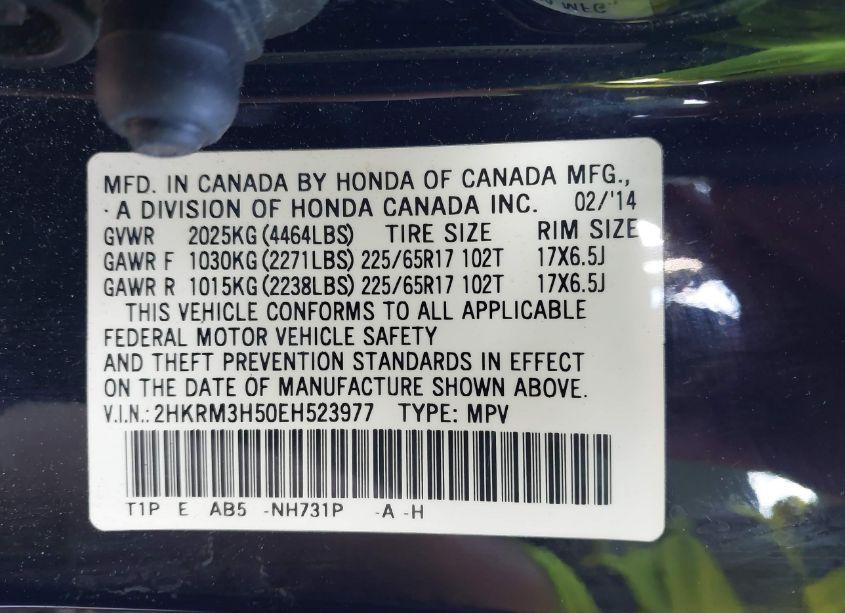 MFG.
MFD. IN CANADA BY HONDA OF CANADA MFG.,
· A DIVISION OF HONDA CANADA INC. 02/'14
GVWR 2025KG (4464LBS) TIRE SIZE RIM SIZE
GAWR F 1030KG (2271LBS) 225/65R17 102T 17X6.5J
GAWR R 1015KG (2238LBS) 225/65R17 102T 17X6.5J
THIS VEHICLE CONFORMS TO ALL APPLICABLE
FEDERAL MOTOR VEHICLE SAFETY
AND THEFT PREVENTION STANDARDS IN EFFECT
ON THE DATE OF MANUFACTURE SHOWN ABOVE.
V.I.N.: 2HKRM3H50EH523977 TYPE: MPV
T1P E AB5 -NH731P -A -H